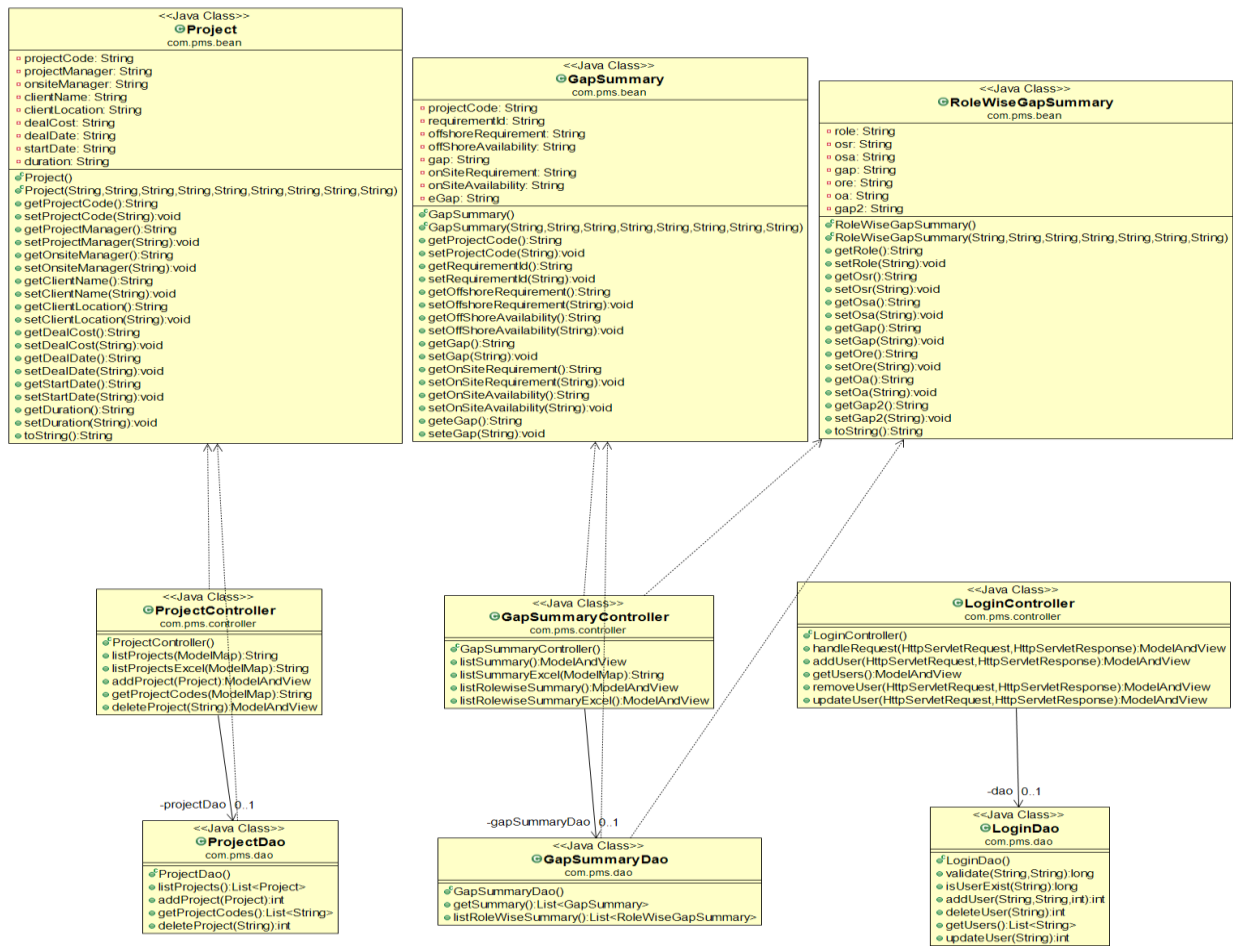 <<Java Class>>
Project
com.pms.bean
projectCode: String
projectManager: String
onsiteManager: String
clientName: String
clientLocation: String
dealCost: String
dealDate: String
startDate: String
duration: String
Project()
Project(String,String,String,String,String,String,String,String,String)
getProjectCode():String
setProjectCode(String):void
getProjectManager():String
setProjectManager(String):void
getOnsiteManager():String
setOnsiteManager(String):void
getClientName():String
setClientName(String):void
getClientLocation():String
setClientLocation(String):void
getDealCost():String
setDealCost(String):void
getDealDate():String
setDealDate(String):void
getStartDate():String
setStartDate(String):void
getDuration():String
setDuration(String):void
toString():String
<<Java Class>>
GapSummary
com.pms.bean
projectCode: String
requirementId: String
offshoreRequirement: String
offShoreAvailability: String
gap: String
onSiteRequirement: String
onSiteAvailability: String
eGap: String
GapSummary()
GapSummary(String,String,String,String,String,String,String,String)
getProjectCode():String
setProjectCode(String):void
getRequirementId():String
setRequirementId(String):void
getOffshoreRequirement():String
setOffshoreRequirement(String):void
getOffShoreAvailability():String
setOffShoreAvailability(String):void
getGap():String
setGap(String):void
getOnSiteRequirement():String
setOnSiteRequirement(String):void
getOnSiteAvailability():String
setOnSiteAvailability(String):void
geteGap():String
seteGap(String):void
<<Java Class>>
RoleWiseGapSummary
com.pms.bean
role: String
osr: String
osa: String
gap: String
ore: String
oa: String
gap2: String
RoleWiseGapSummary()
RoleWiseGapSummary(String,String,String,String,String,String,String)
getRole():String
setRole(String):void
getOsr():String
setOsr(String):void
getOsa():String
setOsa(String):void
getGap():String
setGap(String):void
getOre():String
setOre(String):void
getOa():String
setOa(String):void
getGap2():String
setGap2(String):void
toString():String
<<Java Class>>
ProjectController
com.pms.controller
ProjectController()
listProjects(ModelMap):String
listProjectsExcel(ModelMap):String
addProject(Project):ModelAndView
getProjectCodes(ModelMap):String
deleteProject(String):ModelAndView
<<Java Class>>
GapSummaryController
com.pms.controller
GapSummaryController()
listSummary():ModelAndView
listSummaryExcel(ModelMap):String
listRolewiseSummary():ModelAndView
listRolewiseSummaryExcel():ModelAndView
<<Java Class>>
LoginController
com.pms.controller
LoginController()
handleRequest(HttpServletRequest,HttpServletResponse):ModelAndView
addUser(HttpServletRequest,HttpServletResponse):ModelAndView
getUsers():ModelAndView
removeUser(HttpServletRequest,HttpServletResponse):ModelAndView
updateUser(HttpServletRequest,HttpServletResponse):ModelAndView
-projectDao 0..1
-gapSummaryDao 0..1
-dao 0..1
<<Java Class>>
ProjectDao
com.pms.dao
ProjectDao()
listProjects():List<Project>
addProject(Project):int
getProjectCodes():List<String>
deleteProject(String):int
<<Java Class>>
GapSummaryDao
com.pms.dao
GapSummaryDao()
getSummary():List<GapSummary>
listRoleWiseSummary():List<RoleWiseGapSummary>
<<Java Class>>
LoginDao
com.pms.dao
LoginDao()
validate(String,String):long
isUserExist(String):long
addUser(String,String,int):int
deleteUser(String):int
getUsers():List<String>
updateUser(String):int